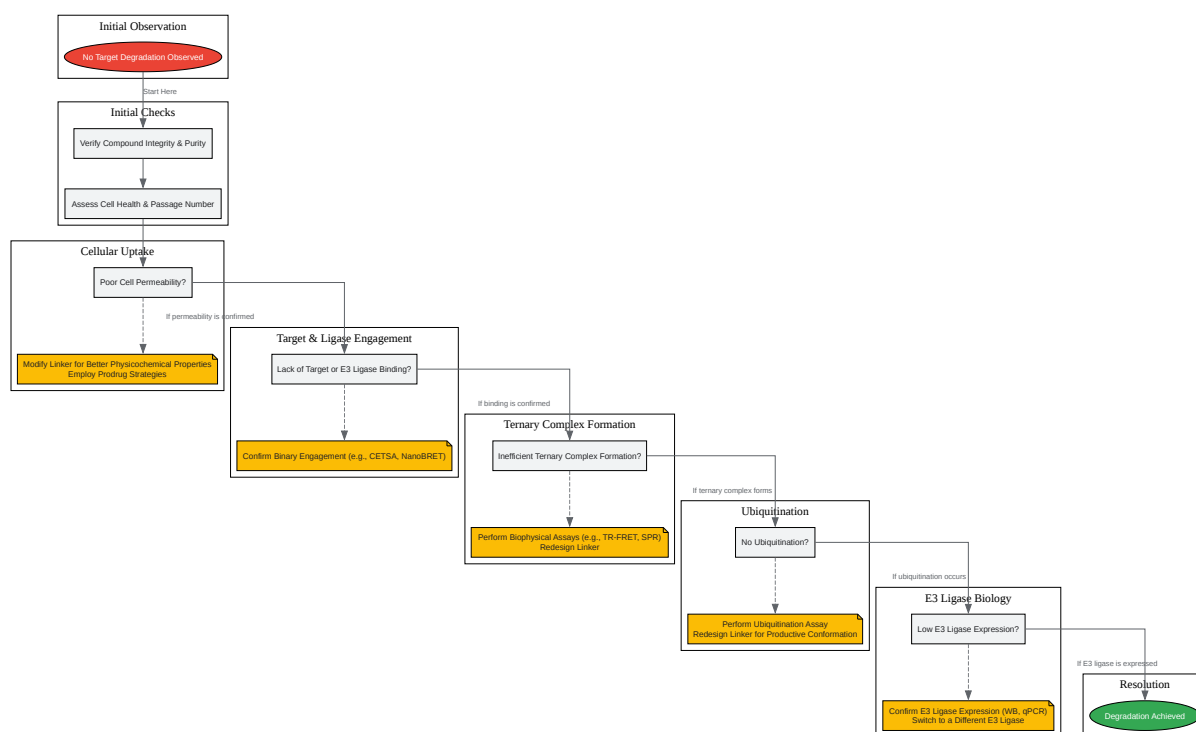 Initial Observation
No Target Degradation Observed
Start Here
Initial Checks
Verify Compound Integrity & Purity
Assess Cell Health & Passage Number
Cellular Uptake
Poor Cell Permeability?
If permeability is confirmed
Modify Linker for Better Physicochemical Properties
Employ Prodrug Strategies
Target & Ligase Engagement
Lack of Target or E3 Ligase Binding?
If binding is confirmed
Confirm Binary Engagement (e.g., CETSA, NanoBRET)
Ternary Complex Formation
Inefficient Ternary Complex Formation?
If ternary complex forms
Perform Biophysical Assays (e.g., TR-FRET, SPR)
Redesign Linker
Ubiquitination
No Ubiquitination?
If ubiquitination occurs
Perform Ubiquitination Assay
Redesign Linker for Productive Conformation
E3 Ligase Biology
Low E3 Ligase Expression?
If E3 ligase is expressed
Confirm E3 Ligase Expression (WB, qPCR)
Switch to a Different E3 Ligase
Resolution
Degradation Achieved